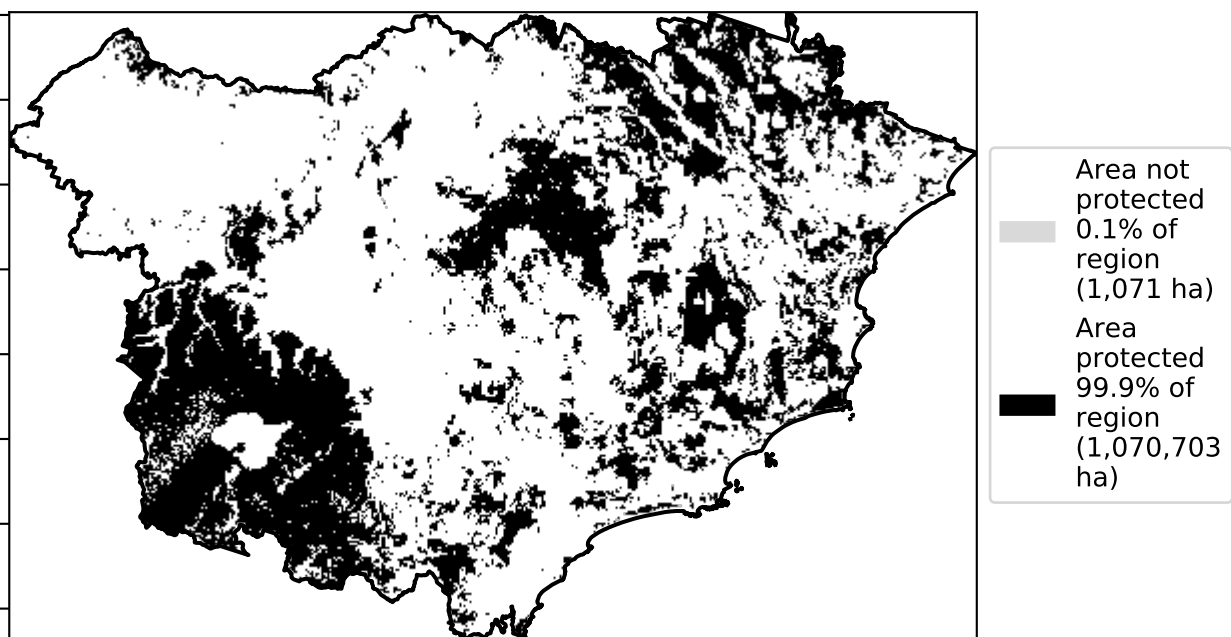 Area not
protected
0.1% of
region
(1,071 ha)
Area
protected
99.9% of
region
(1,070,703
ha)